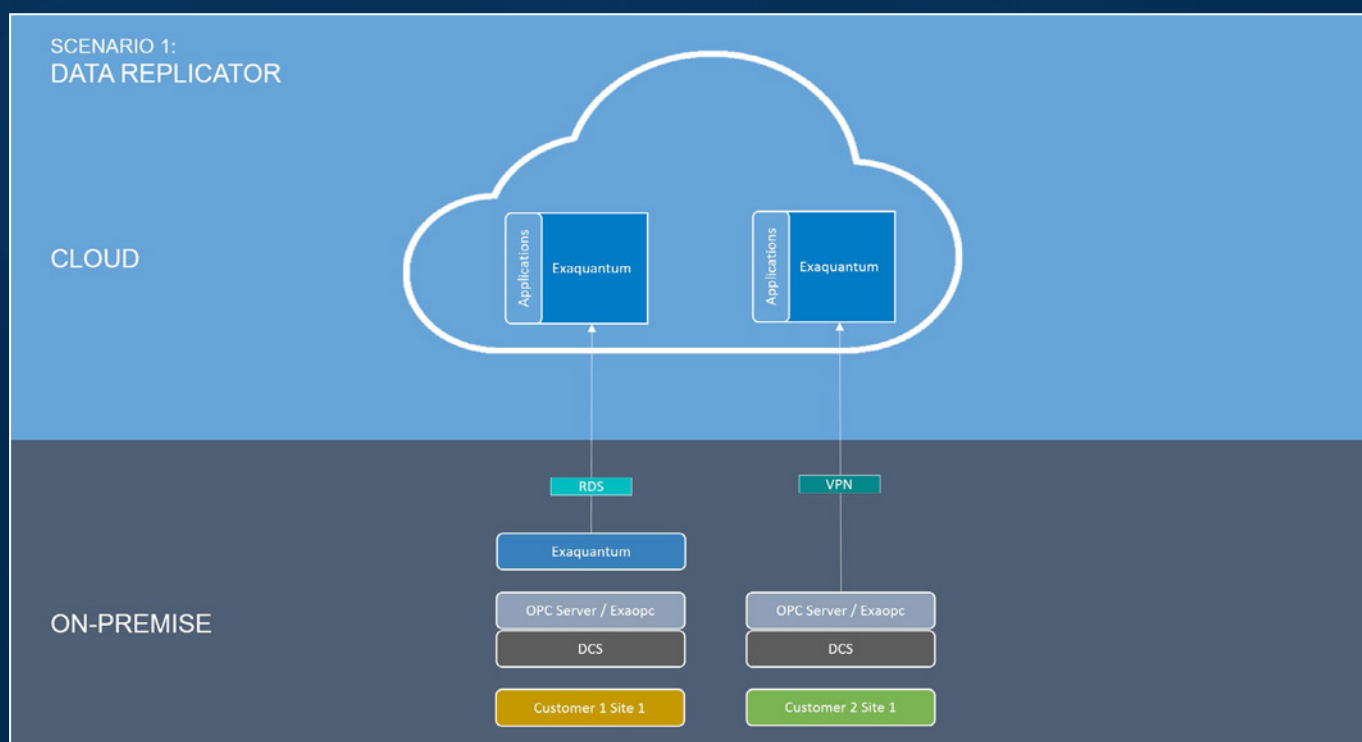 SCENARIO 1:
DATA REPLICATOR
CLOUD
Applications
Exaquantum
Applications
Exaquantum
RDS
VPN
Exaquantum
ON-PREMISE
OPC Server / Exaopc
OPC Server / Exaopc
DCS
DCS
Customer 1 Site 1
Customer 2 Site 1